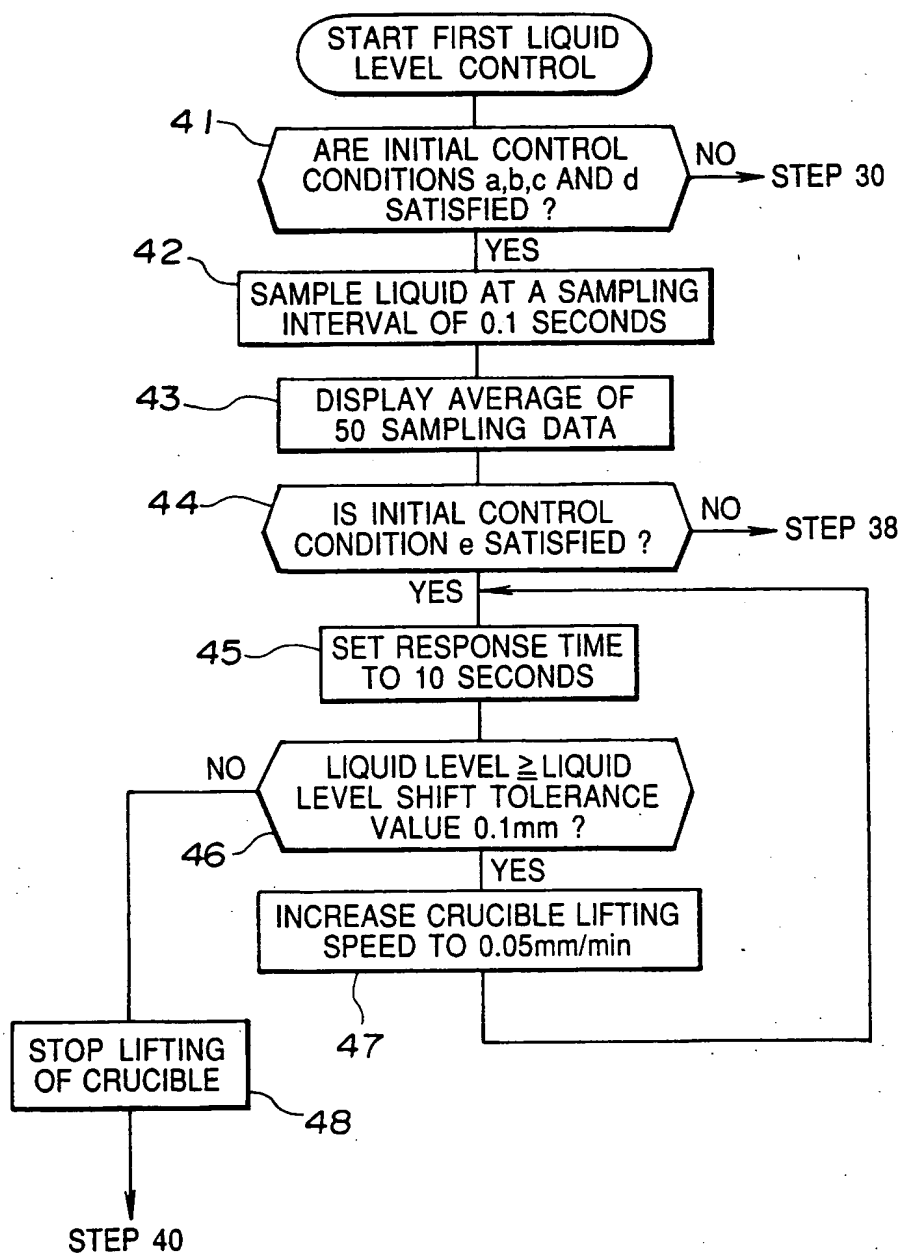 START FIRST LIQUID
LEVEL CONTROL
41
ARE INITIAL CONTROL
CONDITIONS a,b,c AND d
SATISFIED ?
NO
STEP 30
YES
42
SAMPLE LIQUID AT A SAMPLING
INTERVAL OF 0.1 SECONDS
43
DISPLAY AVERAGE OF
50 SAMPLING DATA
44
IS INITIAL CONTROL
CONDITION e SATISFIED ?
NO
STEP 38
YES
45
SET RESPONSE TIME
TO 10 SECONDS
NO
LIQUID LEVEL ≧ LIQUID
LEVEL SHIFT TOLERANCE
VALUE 0.1mm ?
46
YES
INCREASE CRUCIBLE LIFTING
SPEED TO 0.05mm/min
47
STOP LIFTING
OF CRUCIBLE
48
STEP 40